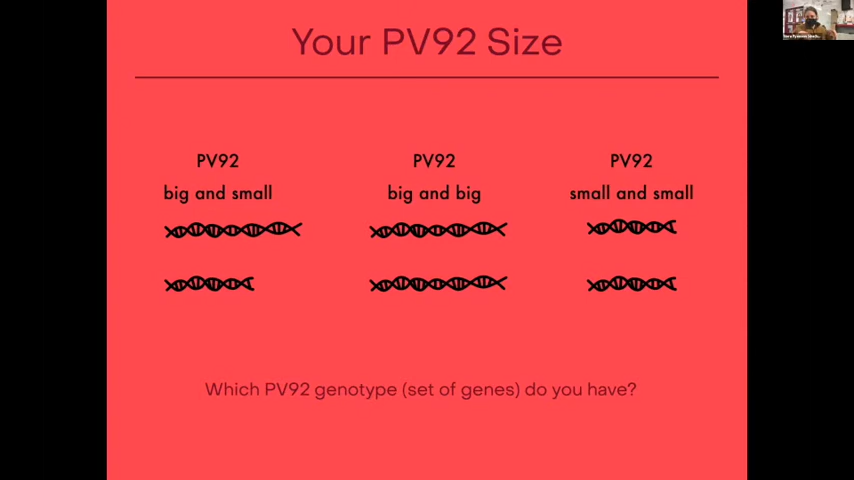 Your PV92 Size
PV92
big and small
PV92
big and big
PV92
small and small
Which PV92 genotype (set of genes) do you have?